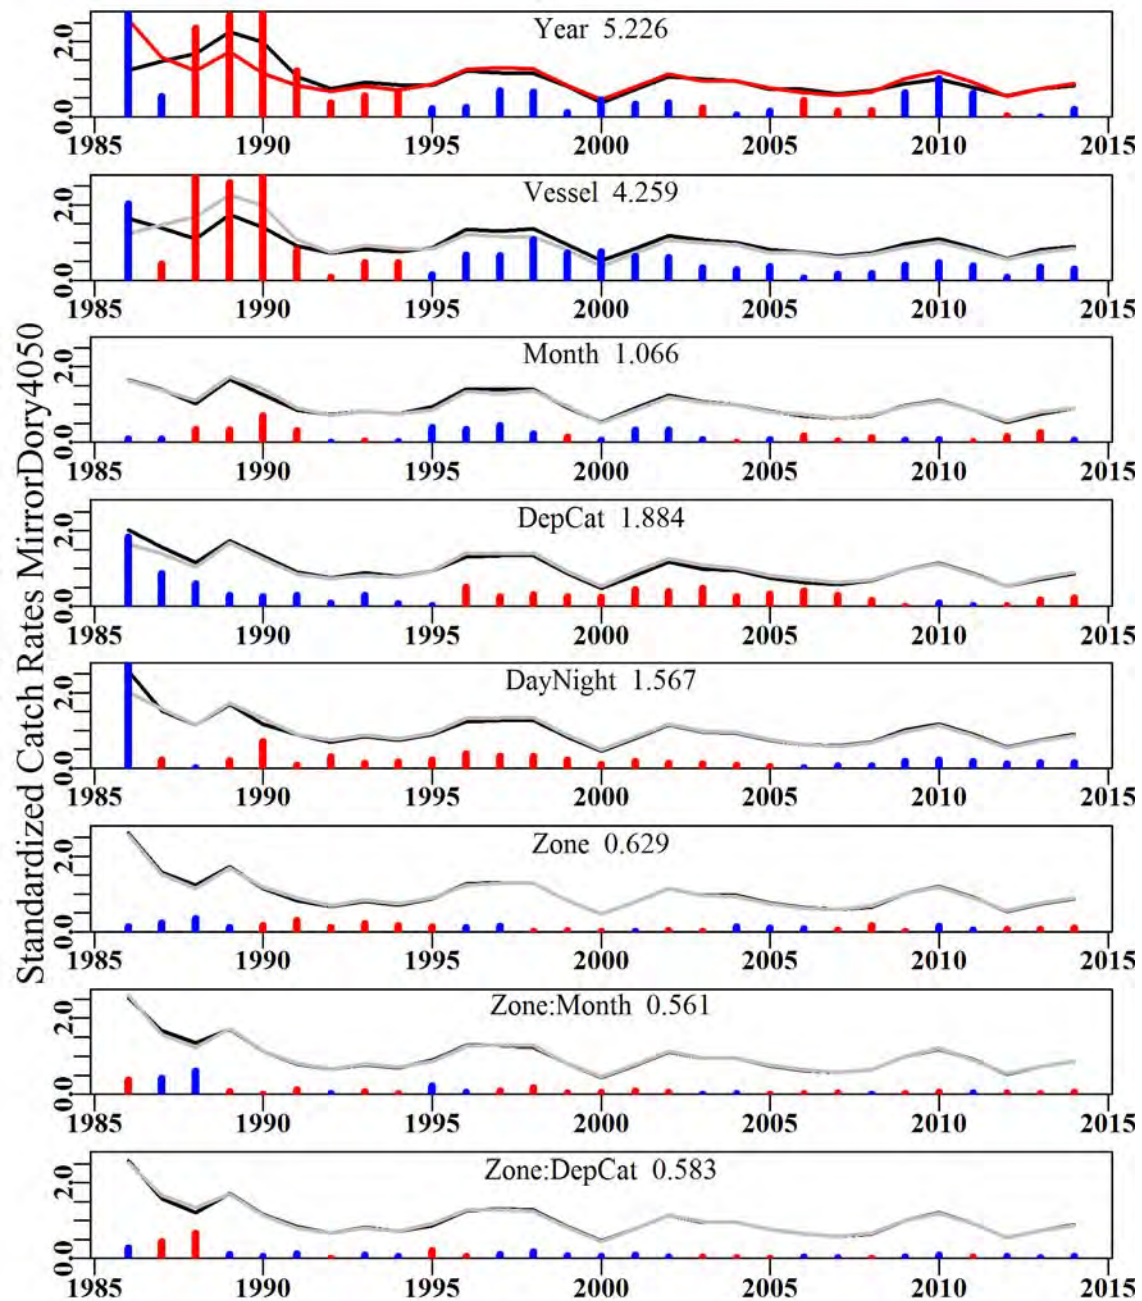 Standardized Catch Rates MirrorDory4050
Year 5.226
2.0
0.0
1985 1990 1995 2000 2005 2010 2015
Vessel 4.259
2.0
0.0
1985 1990 1995 2000 2005 2010 2015
Month 1.066
2.0
0.0
1985 1990 1995 2000 2005 2010 2015
DepCat 1.884
2.0
0.0
1985 1990 1995 2000 2005 2010 2015
DayNight 1.567
2.0
0.0
1985 1990 1995 2000 2005 2010 2015
Zone 0.629
2.0
0.0
1985 1990 1995 2000 2005 2010 2015
Zone:Month 0.561
2.0
0.0
1985 1990 1995 2000 2005 2010 2015
Zone:DepCat 0.583
2.0
0.0
1985 1990 1995 2000 2005 2010 2015